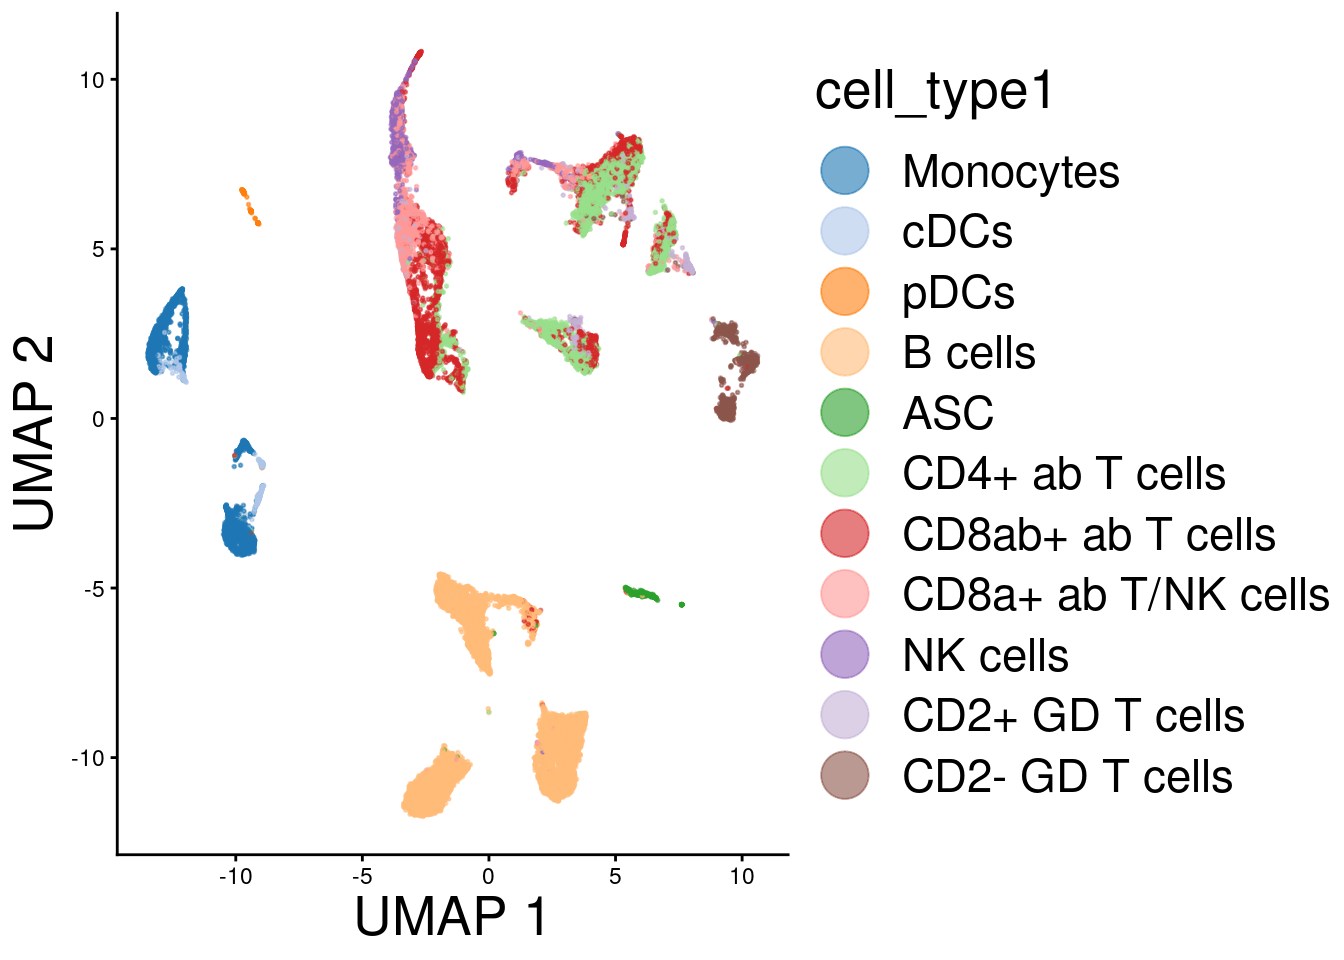 10
5
0
-5
-10
UMAP 2
-10
-5
0
5
10
UMAP 1
cell_type1
Monocytes
cDCs
pDCs
B cells
ASC
CD4+ ab T cells
CD8ab+ ab T cells
CD8a+ ab T/NK cells
NK cells
CD2+ GD T cells
CD2- GD T cells